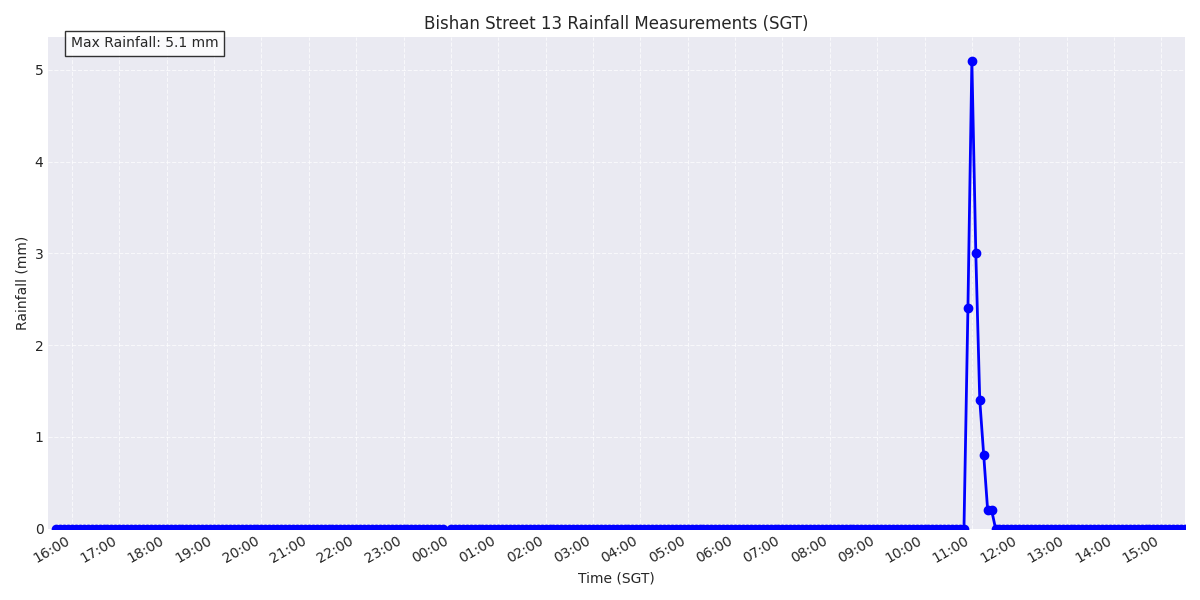 Bishan Street 13 Rainfall Measurements (SGT)
Max Rainfall: 5.1 mm
5
4
3
2
1
0
Rainfall (mm)
16:00 17:00 18:00 19:00 20:00 21:00 22:00 23:00 00:00 01:00 02:00 03:00 04:00 05:00 06:00 07:00 08:00 09:00 10:00 11:00 12:00 13:00 14:00 15:00
Time (SGT)